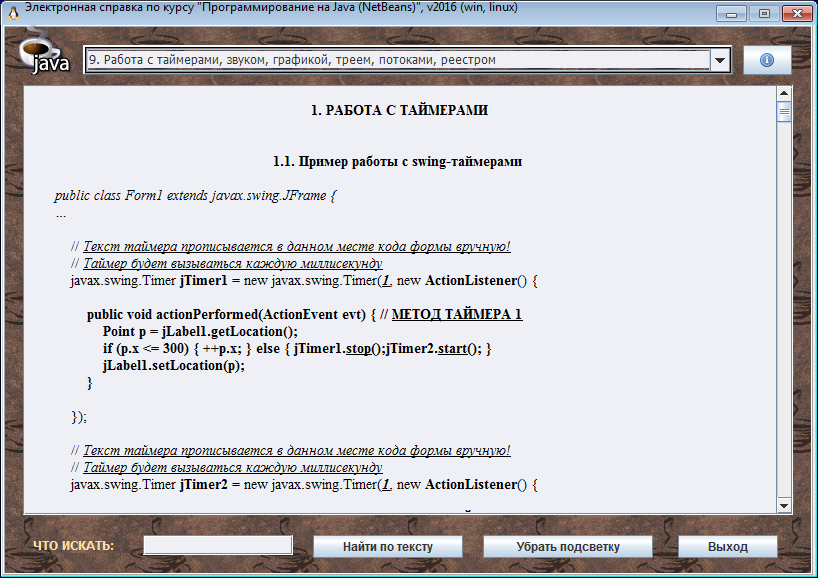 Электронная справка по курсу "Программирование на Java (NetBeans)", v2016 (win, linux)
java
9. Работа с таймерами, звуком, графикой, треем, потоками, реестром
1. РАБОТА С ТАЙМЕРАМИ
1.1. Пример работы с swing-таймерами
public class Form1 extends javax.swing.JFrame {
...
// Текст таймера прописывается в данном месте кода формы вручную!
// Таймер будет вызываться каждую миллисекунду
javax.swing.Timer jTimer1 = new javax.swing.Timer(1, new ActionListener() {
public void actionPerformed(ActionEvent evt) { // МЕТОД ТАЙМЕРА 1
Point p = jLabel1.getLocation();
if (p.x <= 300) { ++p.x; } else { jTimer1.stop();jTimer2.start(); }
jLabel1.setLocation(p);
}
});
// Текст таймера прописывается в данном месте кода формы вручную!
// Таймер будет вызываться каждую миллисекунду
javax.swing.Timer jTimer2 = new javax.swing.Timer(1, new ActionListener() {
ЧТО ИСКАТЬ:
Найти по тексту
Убрать подсветку
Выход